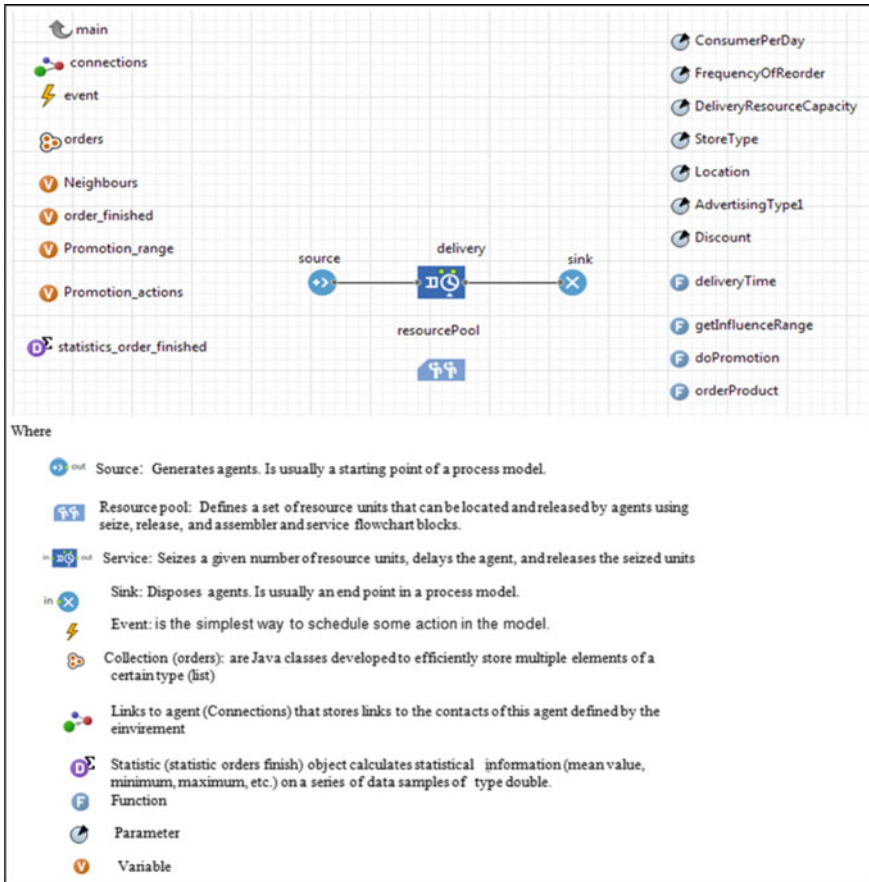 main
connections
event
orders
Neighbours
order_finished
Promotion_range
Promotion_actions
statistics_order_finished
source
delivery
sink
resourcePool
ConsumerPerDay
FrequencyOfReorder
DeliveryResourceCapacity
StoreType
Location
AdvertisingType1
Discount
deliveryTime
getInfluenceRange
doPromotion
orderProduct
Where
out Source: Generates agents. Is usually a starting point of a process model.
Resource pool: Defines a set of resource units that can be located and released by agents using
seize, release, and assembler and service flowchart blocks.
in out Service: Seizes a given number of resource units, delays the agent, and releases the seized units
in Sink: Disposes agents. Is usually an end point in a process model.
Event: is the simplest way to schedule some action in the model.
Collection (orders): are Java classes developed to efficiently store multiple elements of a
certain type (list)
Links to agent (Connections) that stores links to the contacts of this agent defined by the
einvirement
Statistic (statistic orders finish) object calculates statistical information (mean value,
minimum, maximum, etc.) on a series of data samples of type double.
F Function
Parameter
V Variable